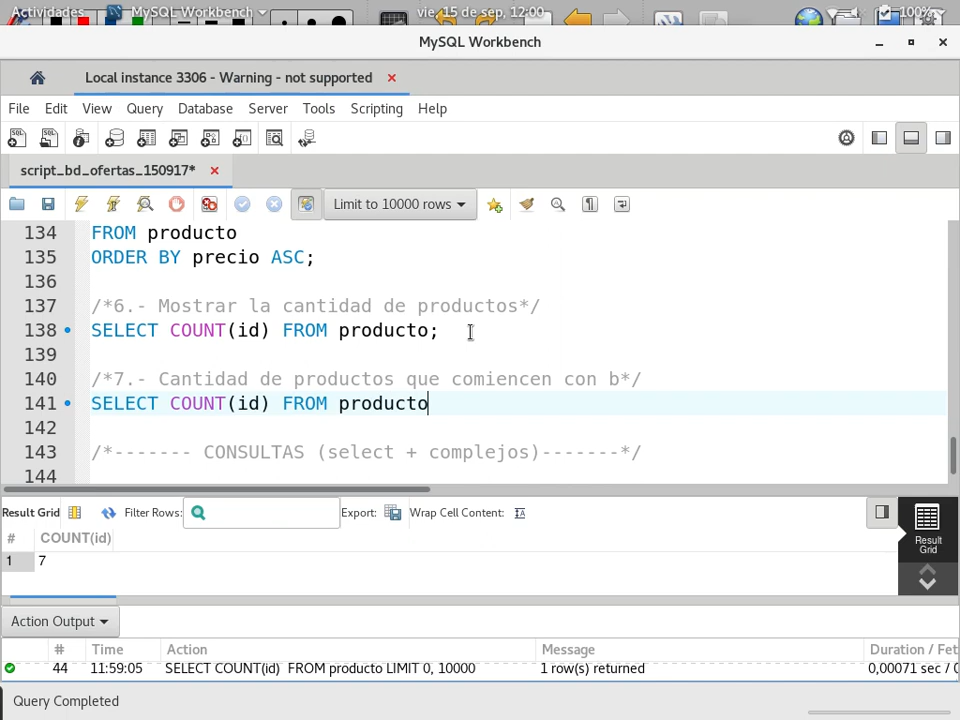 Actividades MySQL Workbench vie, 15 de sep, 12:00 100%
MySQL Workbench
Local instance 3306 - Warning - not supported
File Edit View Query Database Server Tools Scripting Help
script_bd_ofertas_150917*
Limit to 10000 rows
134 FROM producto
135 ORDER BY precio ASC;
136
137 /*6.- Mostrar la cantidad de productos*/
138 SELECT COUNT(id) FROM producto;
139
140 /*7.- Cantidad de productos que comiencen con b*/
141 SELECT COUNT(id) FROM producto
142
143 /*------- CONSULTAS (select + complejos)-------*/
144
Result Grid Filter Rows: Export: Wrap Cell Content:
# COUNT(id)
1 7
Result Grid
Action Output
# Time Action Message Duration / Fet
44 11:59:05 SELECT COUNT(id) FROM producto LIMIT 0, 10000 1 row(s) returned 0,00071 sec / 0
Query Completed